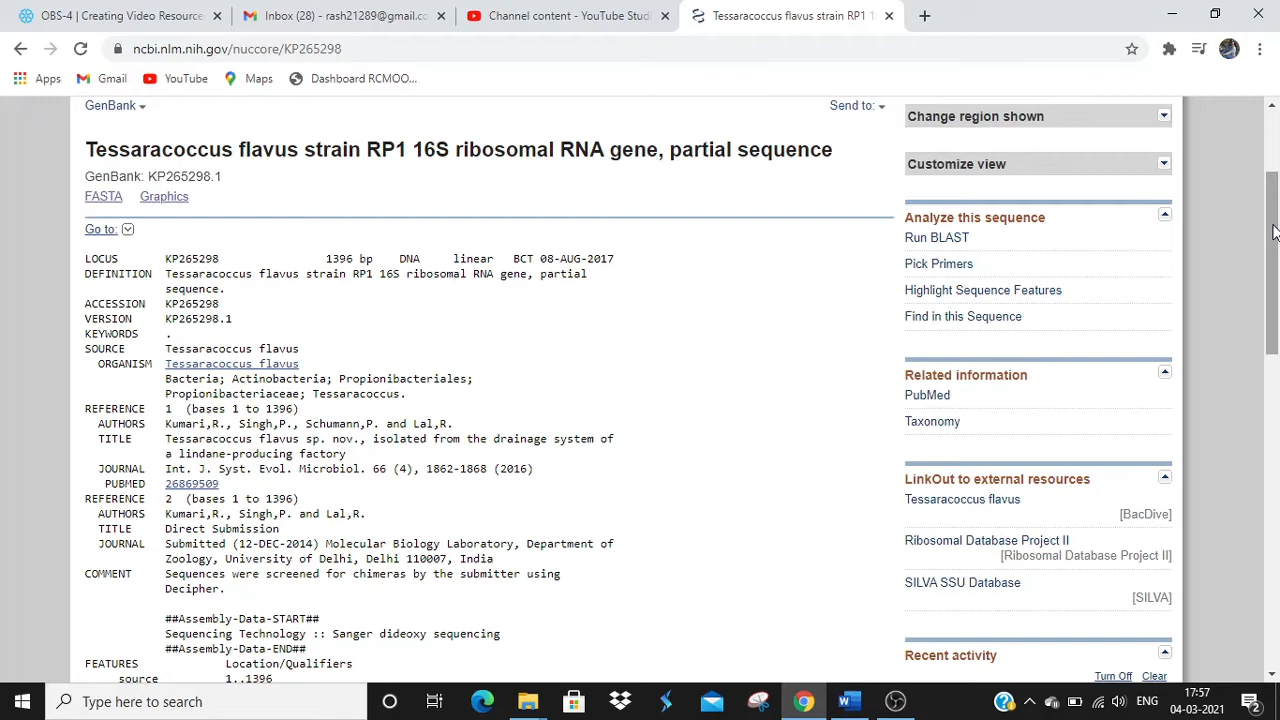 OBS-4 | Creating Video Resource
Inbox (28) - rash21289@gmail.co
Channel content - YouTube Studi
Tessaracoccus flavus strain RP1 1
ncbi.nlm.nih.gov/nuccore/KP265298
Apps
Gmail
YouTube
Maps
Dashboard RCMOO...
GenBank
Send to:
Tessaracoccus flavus strain RP1 16S ribosomal RNA gene, partial sequence
GenBank: KP265298.1
FASTA Graphics
Go to:
LOCUS KP265298 1396 bp DNA linear BCT 08-AUG-2017
DEFINITION Tessaracoccus flavus strain RP1 16S ribosomal RNA gene, partial
sequence.
ACCESSION KP265298
VERSION KP265298.1
KEYWORDS .
SOURCE Tessaracoccus flavus
ORGANISM Tessaracoccus flavus
Bacteria; Actinobacteria; Propionibacteriales;
Propionibacteriaceae; Tessaracoccus.
REFERENCE 1 (bases 1 to 1396)
AUTHORS Kumari,R., Singh,P., Schumann,P. and Lal,R.
TITLE Tessaracoccus flavus sp. nov., isolated from the drainage system of
a lindane-producing factory
JOURNAL Int. J. Syst. Evol. Microbiol. 66 (4), 1862-1868 (2016)
PUBMED 26869509
REFERENCE 2 (bases 1 to 1396)
AUTHORS Kumari,R., Singh,P. and Lal,R.
TITLE Direct Submission
JOURNAL Submitted (12-DEC-2014) Molecular Biology Laboratory, Department of
Zoology, University of Delhi, Delhi 110007, India
COMMENT Sequences were screened for chimeras by the submitter using
Decipher.
##Assembly-Data-START##
Sequencing Technology :: Sanger dideoxy sequencing
##Assembly-Data-END##
FEATURES Location/Qualifiers
source 1..1396
Change region shown
Customize view
Analyze this sequence
Run BLAST
Pick Primers
Highlight Sequence Features
Find in this Sequence
Related information
PubMed
Taxonomy
LinkOut to external resources
Tessaracoccus flavus
[BacDive]
Ribosomal Database Project II
[Ribosomal Database Project II]
SILVA SSU Database
[SILVA]
Recent activity
Turn Off Clear
Type here to search
ENG
17:57
04-03-2021
2